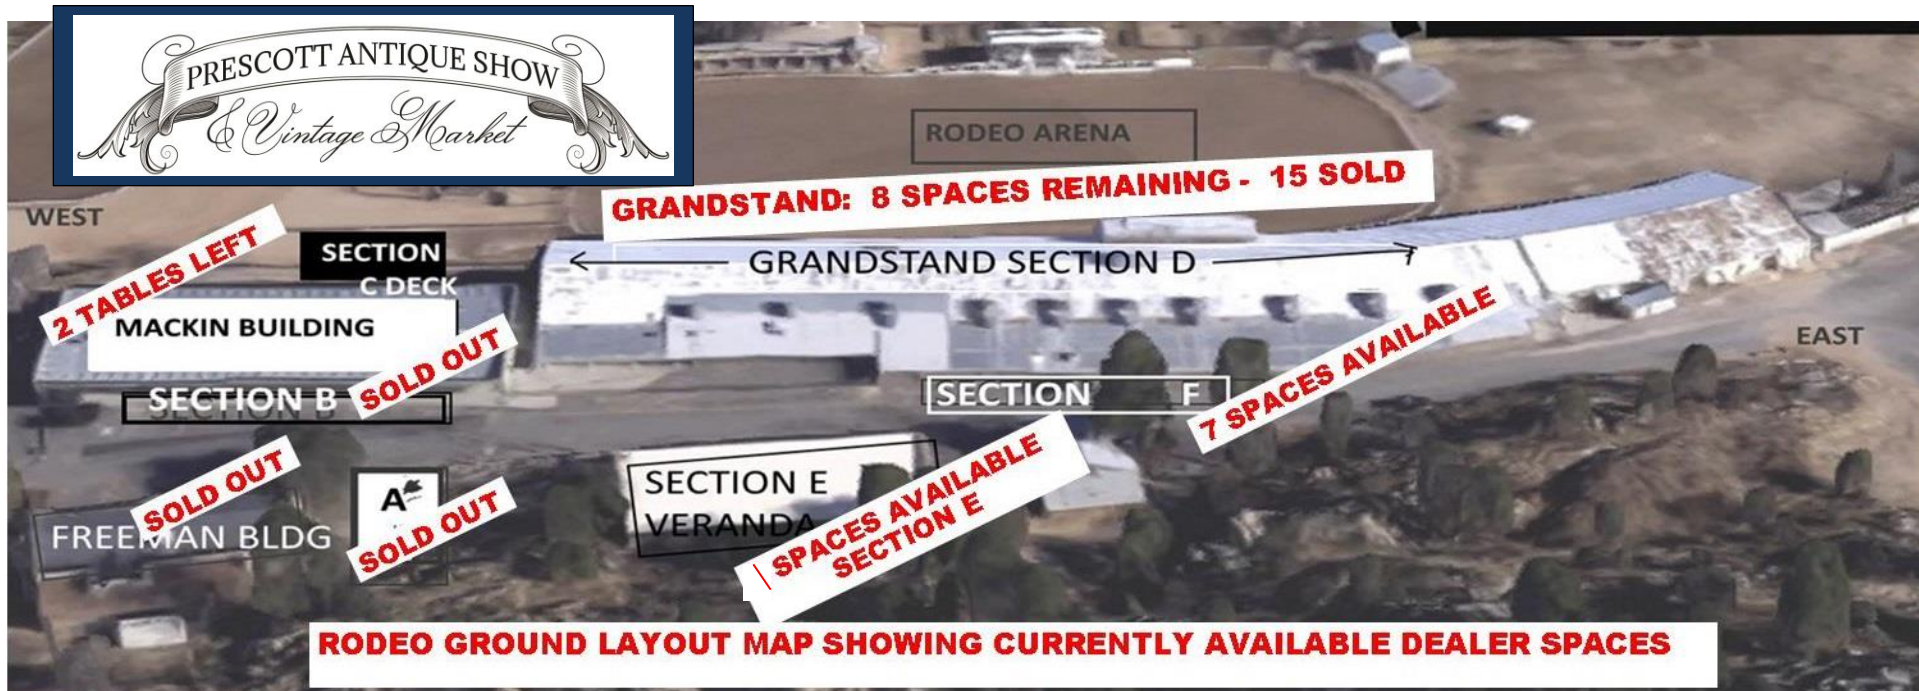 PRESCOTT ANTIQUE SHOW
& Vintage Market
RODEO ARENA
GRANDSTAND: 8 SPACES REMAINING - 15 SOLD
WEST
2 TABLES LEFT
SECTION
C DECK
GRANDSTAND SECTION D
MACKIN BUILDING
EAST
SECTION B
SOLD OUT
SECTION F
7 SPACES AVAILABLE
SOLD OUT
FREEMAN BLDG
A
SOLD OUT
SECTION E
VERANDA
\ SPACES AVAILABLE
SECTION E
RODEO GROUND LAYOUT MAP SHOWING CURRENTLY AVAILABLE DEALER SPACES